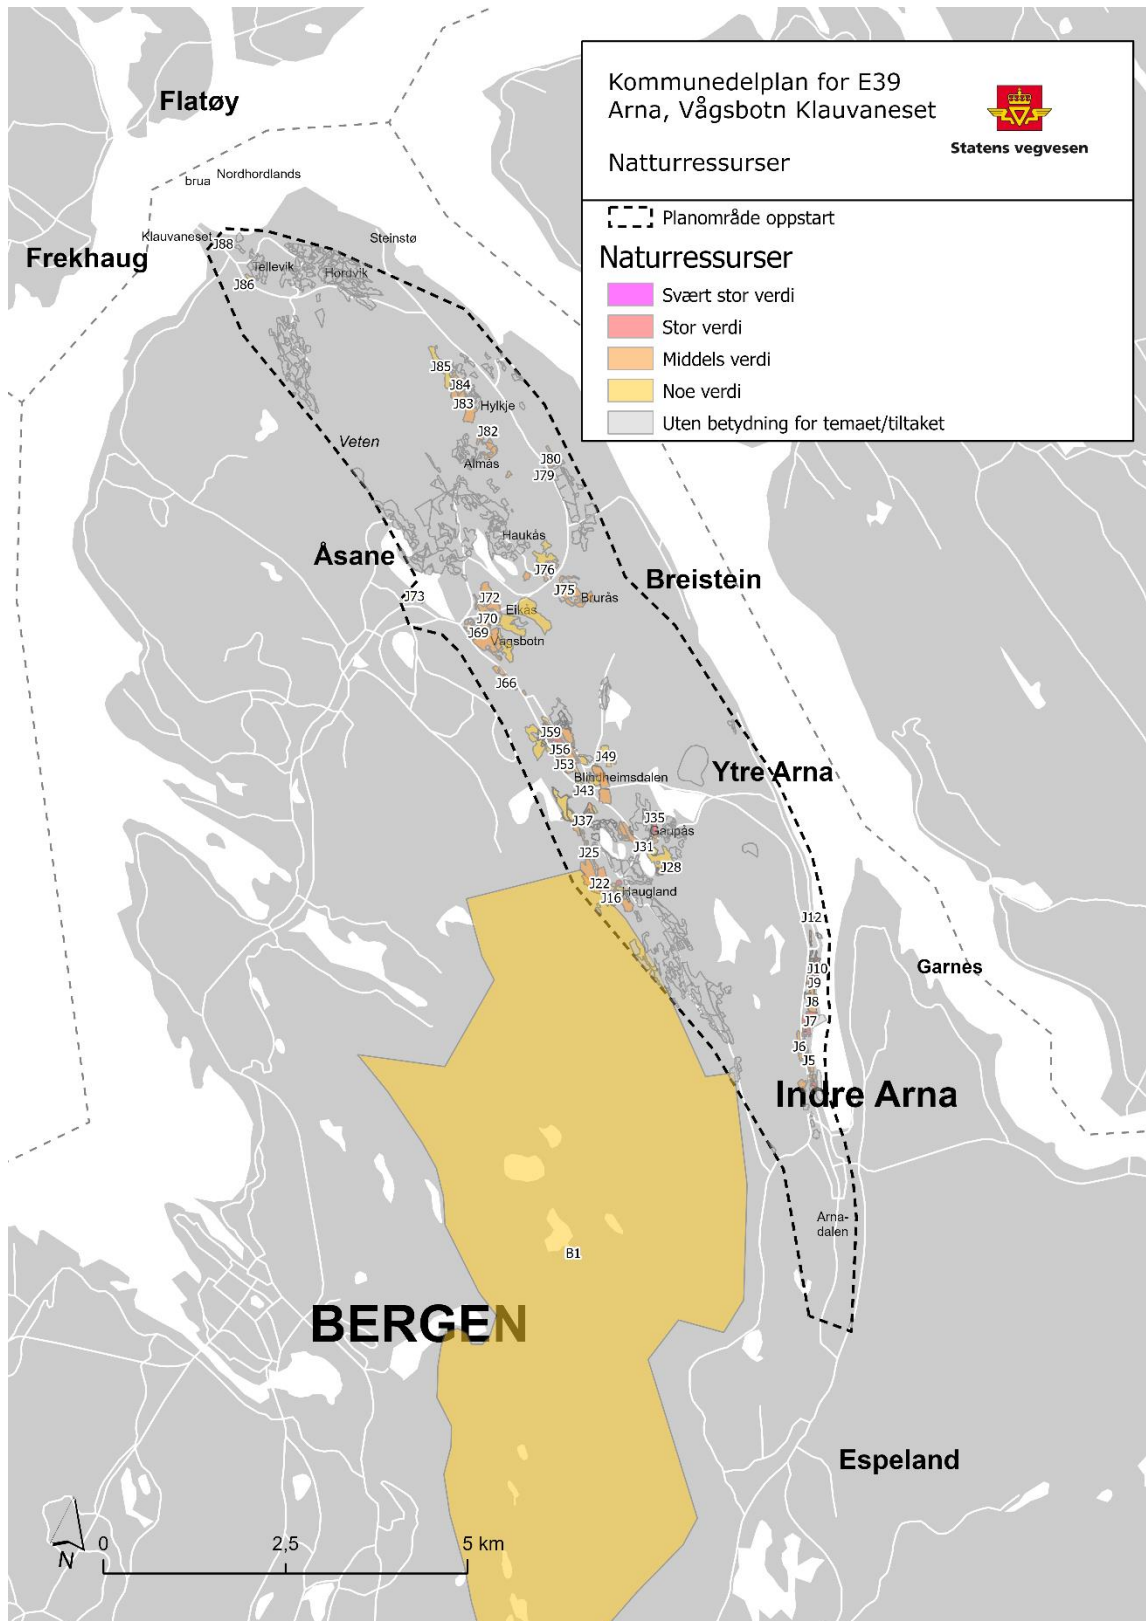 Kommunedelplan for E39
Arna, Vågsbotn Klauvaneset
Natturressurser
Statens vegvesen
Planområde oppstart
Naturressurser
Svært stor verdi
Stor verdi
Middels verdi
Noe verdi
Uten betydning for temaet/tiltaket
Flatøy
Nordhordlands
brua
Klauvaneset
J88
Steinstø
Frekhaug
Tellevik
Hordvik
J86
J85
J84
J83
Hylkje
J82
Veten
Almås
J80
J79
Haukås
Åsane
J76
Breistein
J75
J73
J72
Brurås
Eikås
J70
J69
Vågsbotn
J66
J59
J56
J49
J53
Ytre Arna
Blindheimsdalen
J43
J37
J35
Gaupås
J31
J25
J28
J22
Haugland
J16
J12
J10
Garnes
J9
J8
J7
J6
J5
Indre Arna
Arna-
dalen
B1
BERGEN
Espeland
N
0
2,5
5 km